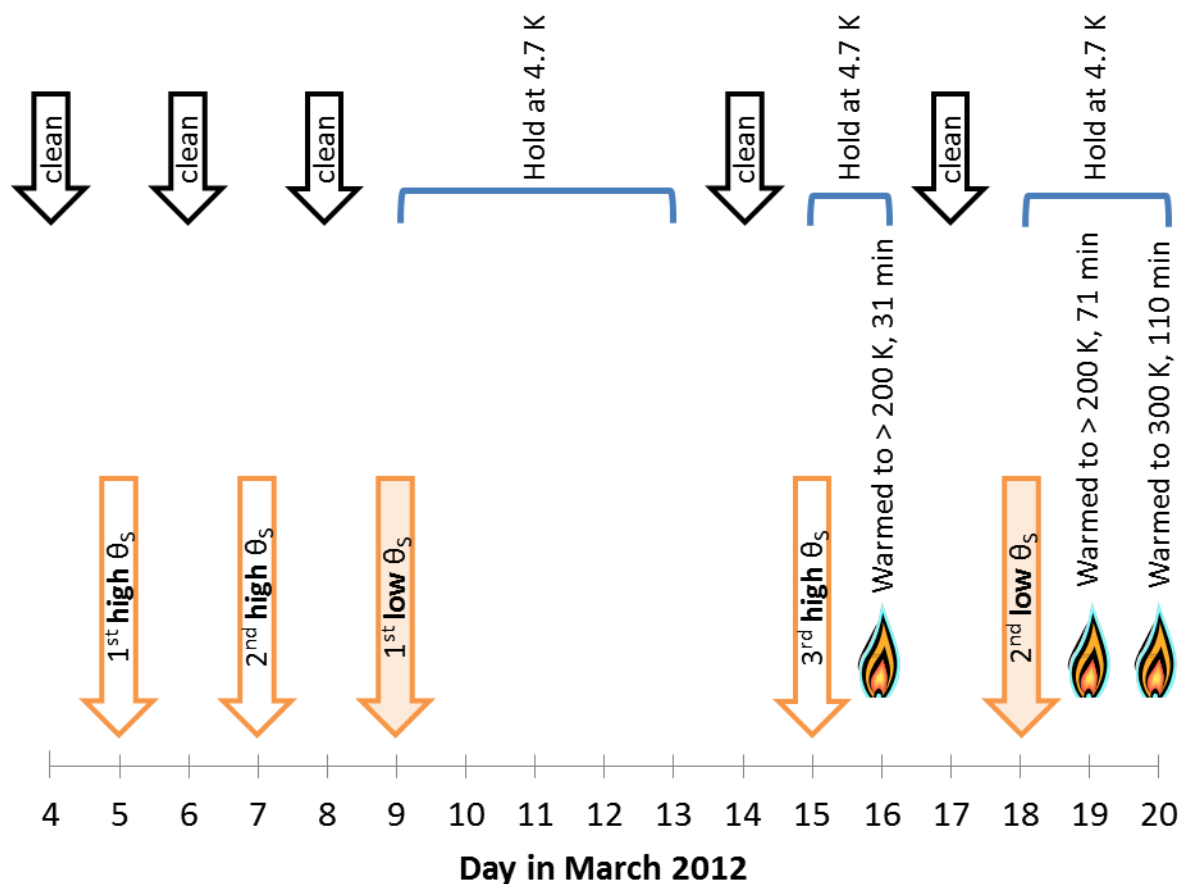 clean
clean
clean
Hold at 4.7 K
clean
Hold at 4.7 K
clean
Hold at 4.7 K
1st high θS
2nd high θS
1st low θS
3rd high θS
Warmed to > 200 K, 31 min
2nd low θS
Warmed to > 200 K, 71 min
Warmed to 300 K, 110 min
4 5 6 7 8 9 10 11 12 13 14 15 16 17 18 19 20
Day in March 2012